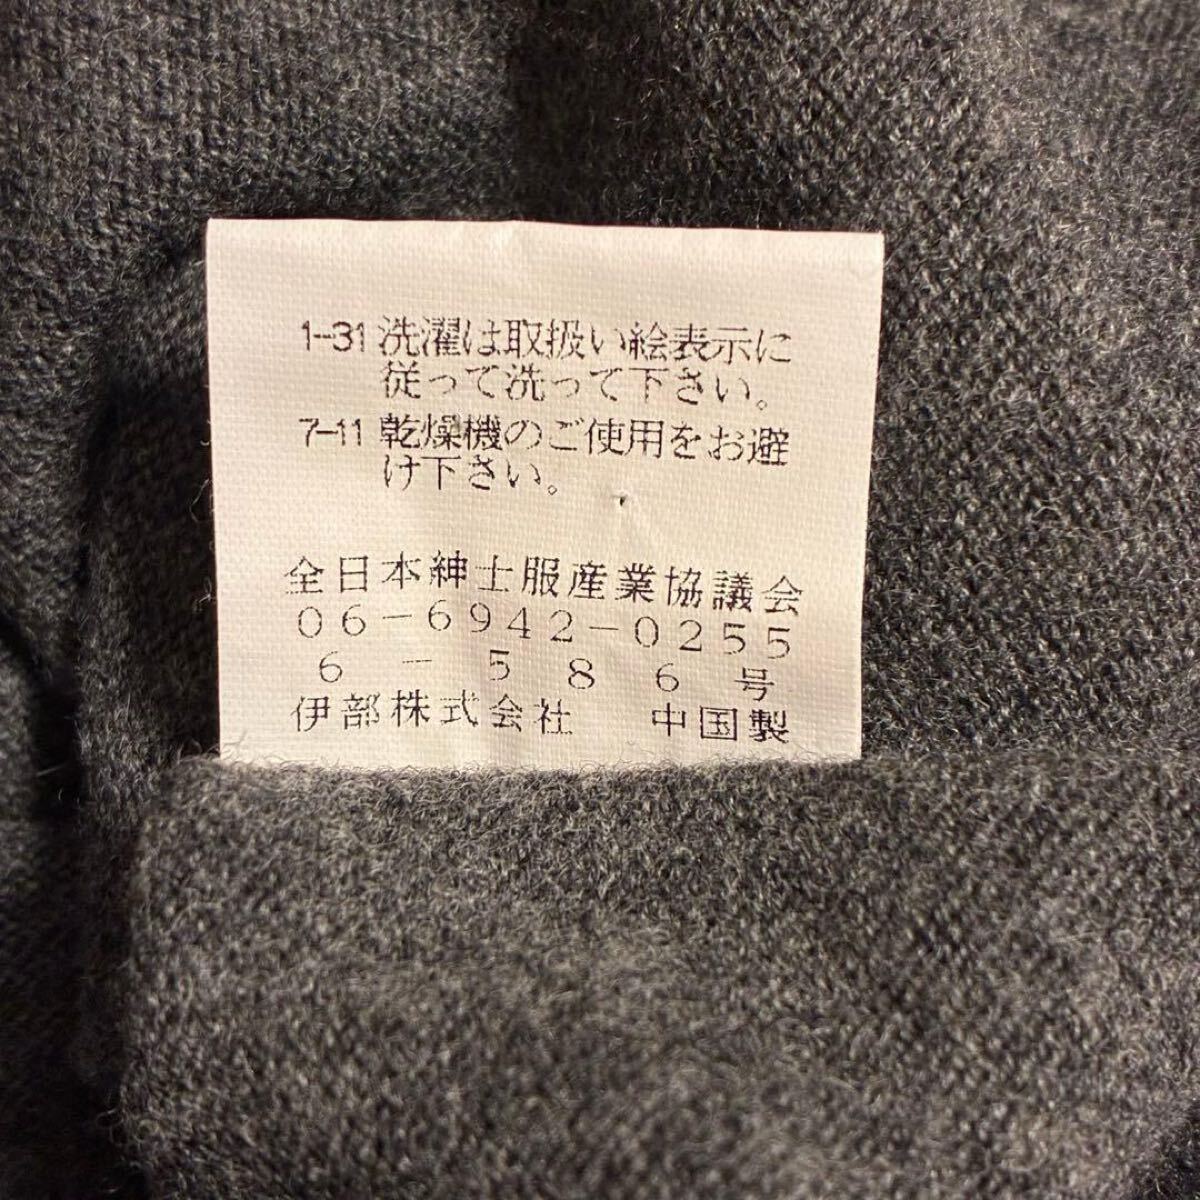 1-31 洗濯は取扱い絵表示に
従って洗って下さい。
7-11 乾燥機のご使用をお避
け下さい。
全日本紳士服産業協議会
06-6942-0255
6-586号
伊部株式会社 中国製